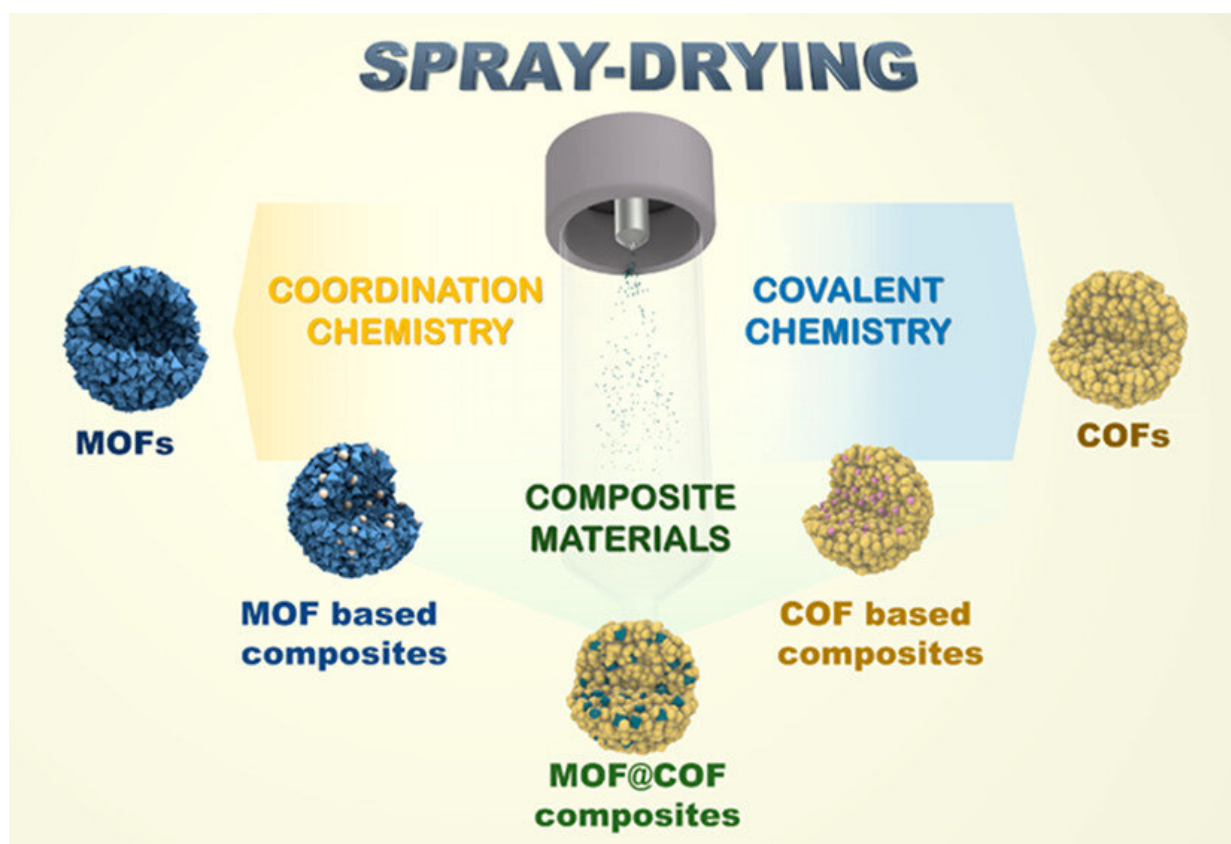 SPRAY-DRYING
COORDINATION
CHEMISTRY
COVALENT
CHEMISTRY
MOFs
COFs
COMPOSITE
MATERIALS
MOF based
composites
COF based
composites
MOF@COF
composites